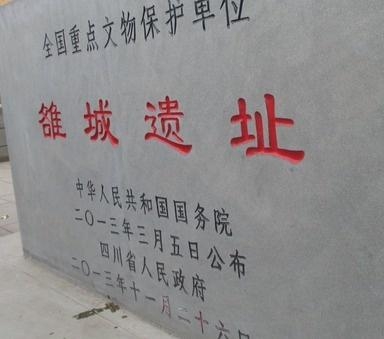 全国重点文物保护单位
雒城遗址
中华人民共和国国务院
二〇一三年三月五日公布
四川省人民政府
二〇一三年十一月二十六日